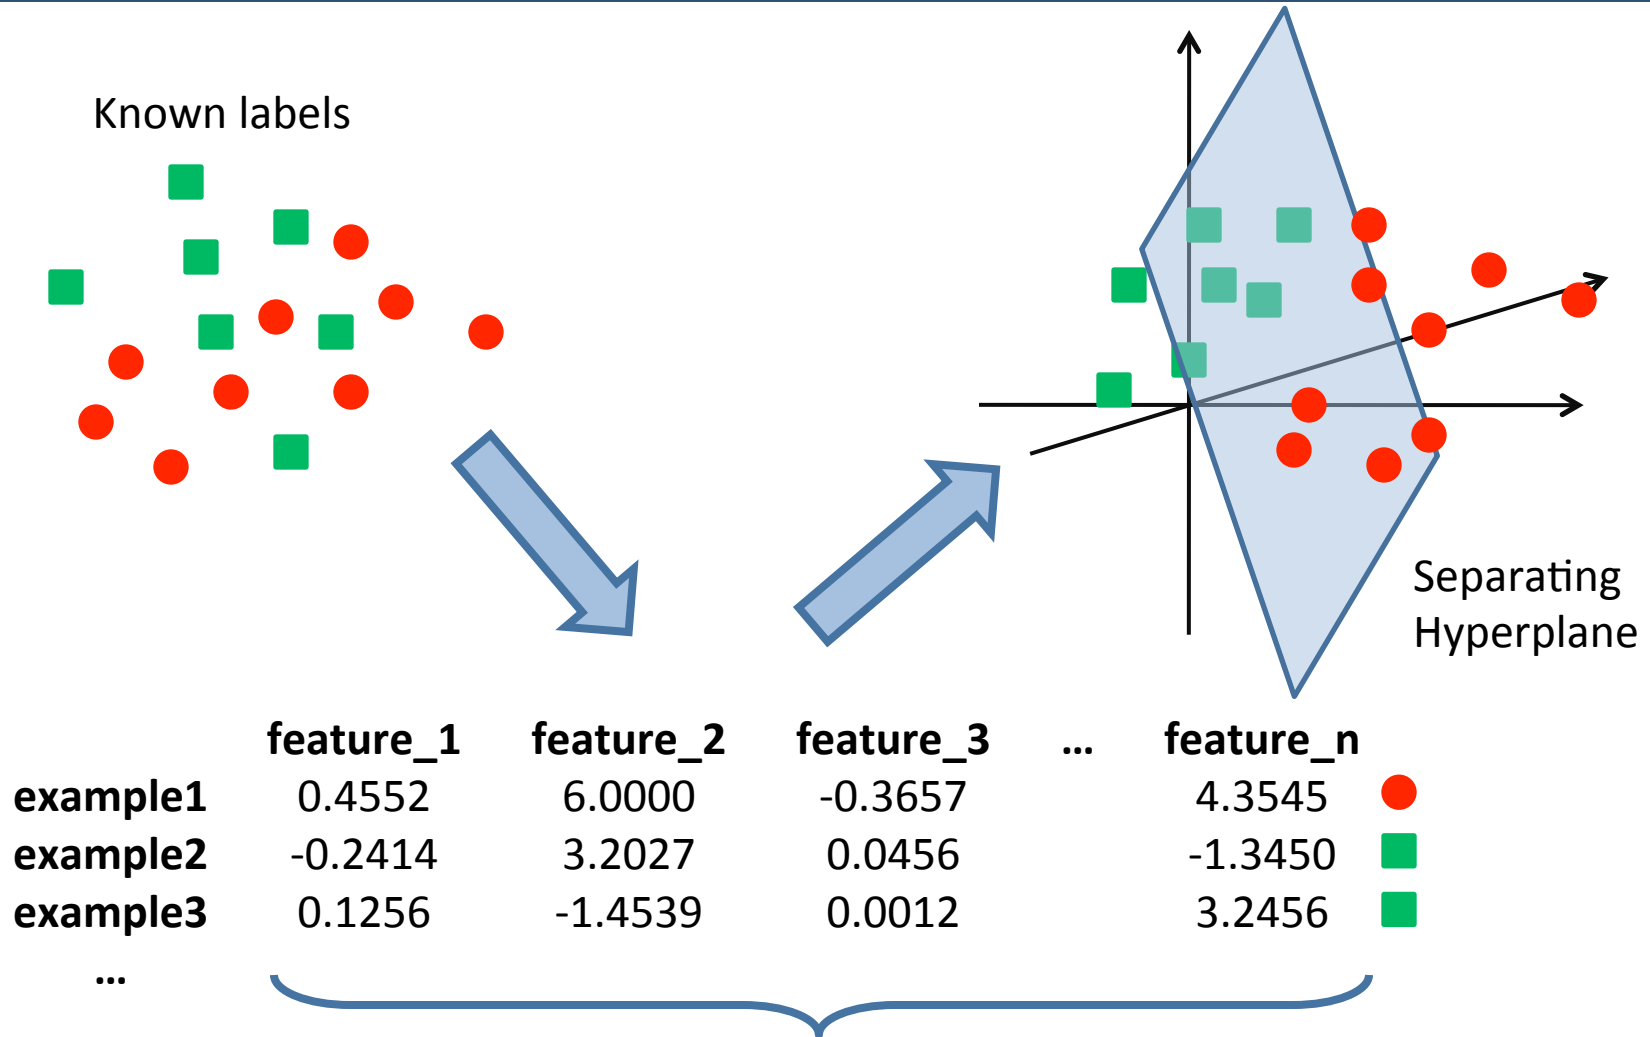 Known labels
Separating
Hyperplane
feature_1 feature_2 feature_3 … feature_n
example1 0.4552 6.0000 -0.3657 4.3545
example2 -0.2414 3.2027 0.0456 -1.3450
example3 0.1256 -1.4539 0.0012 3.2456
…